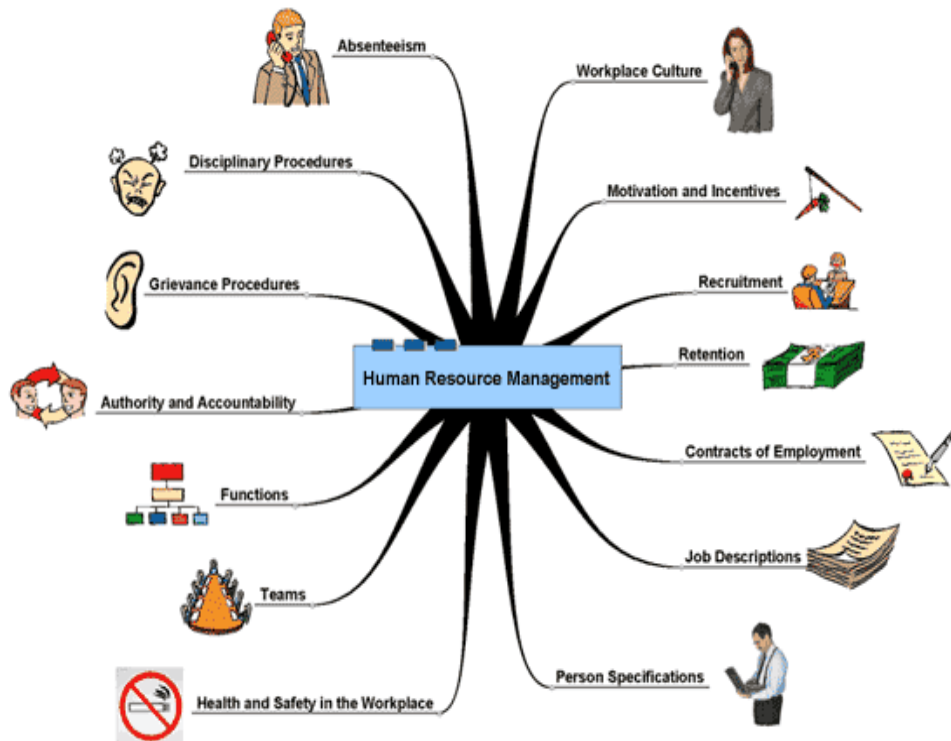 Absenteeism
Workplace Culture
Disciplinary Procedures
Motivation and Incentives
Grievance Procedures
Recruitment
Human Resource Management
Retention
Authority and Accountability
Contracts of Employment
Functions
Job Descriptions
Teams
Person Specifications
Health and Safety in the Workplace